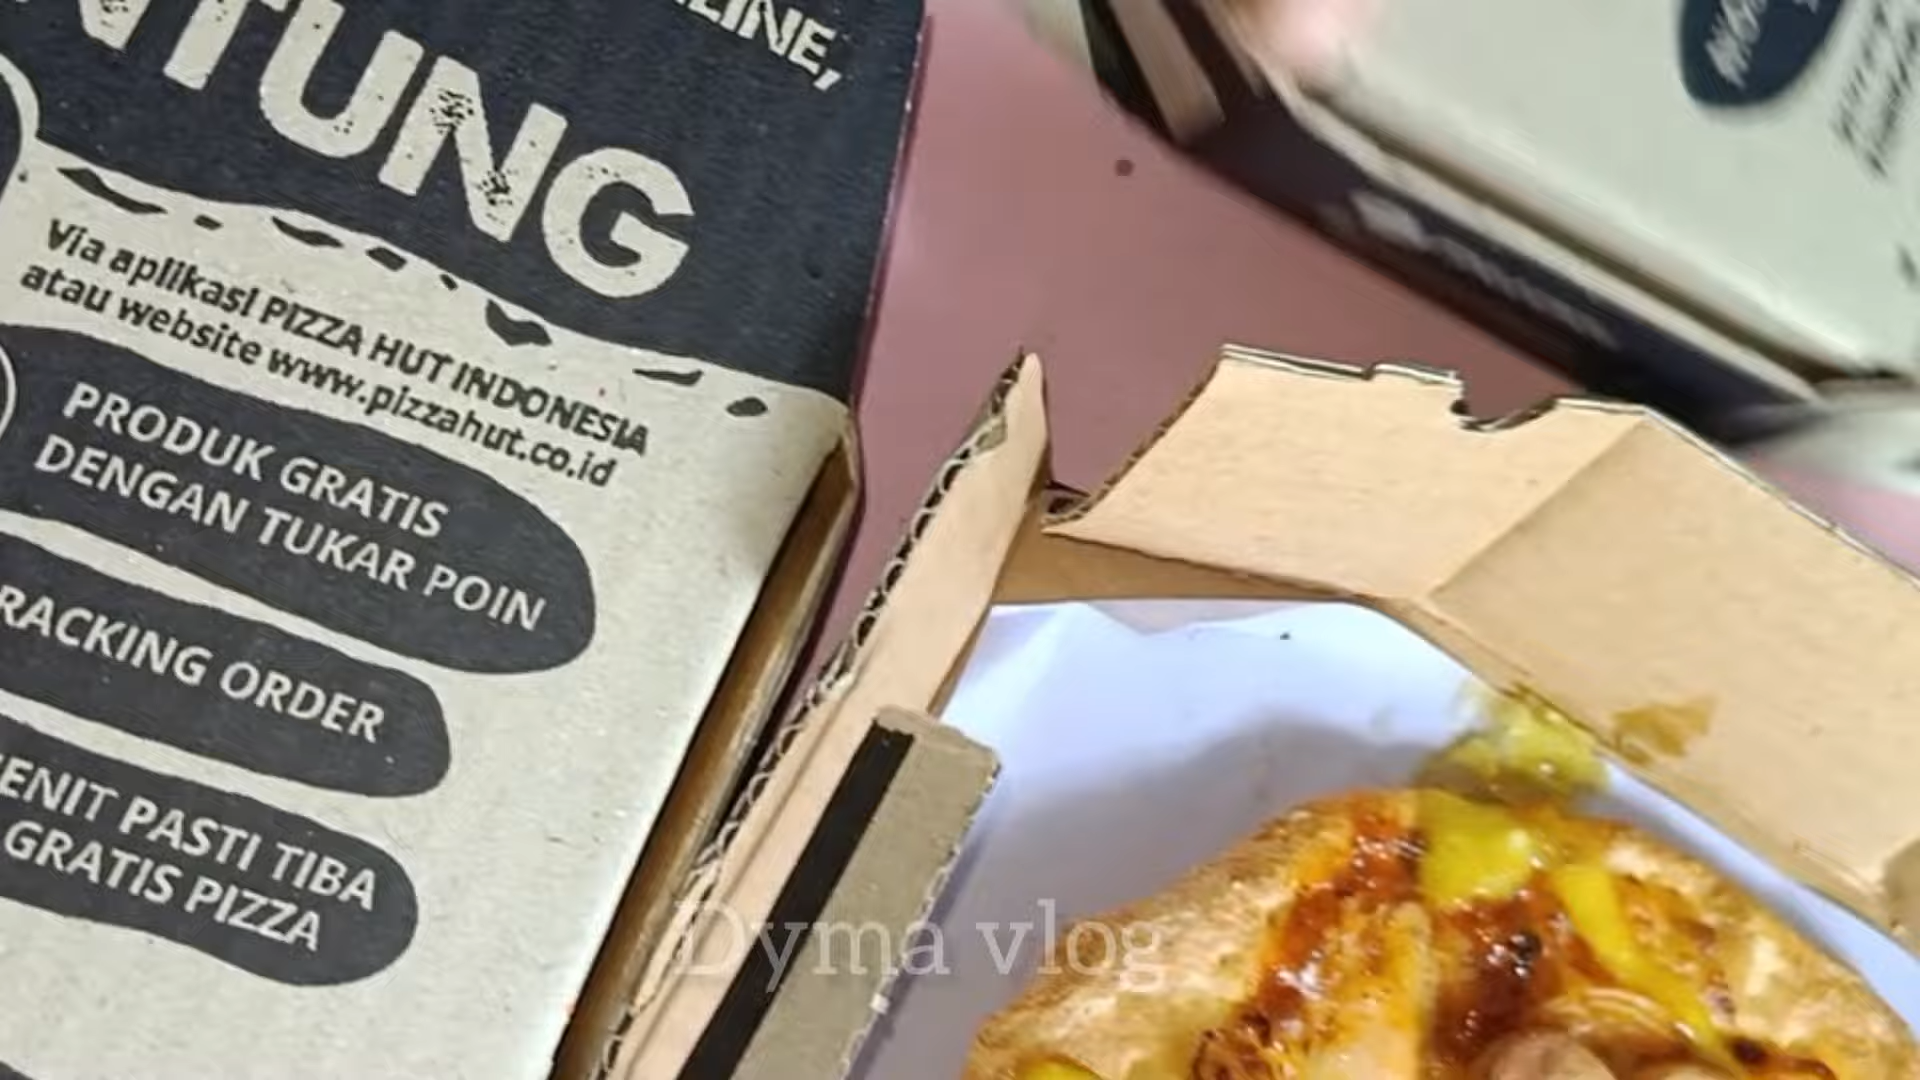 NTUNG
Via aplikasi PIZZA HUT INDONESIA
atau website www.pizzahut.co.id
PRODUK GRATIS
DENGAN TUKAR POIN
RACKING ORDER
ENIT PASTI TIBA
GRATIS PIZZA
Dyma vlog